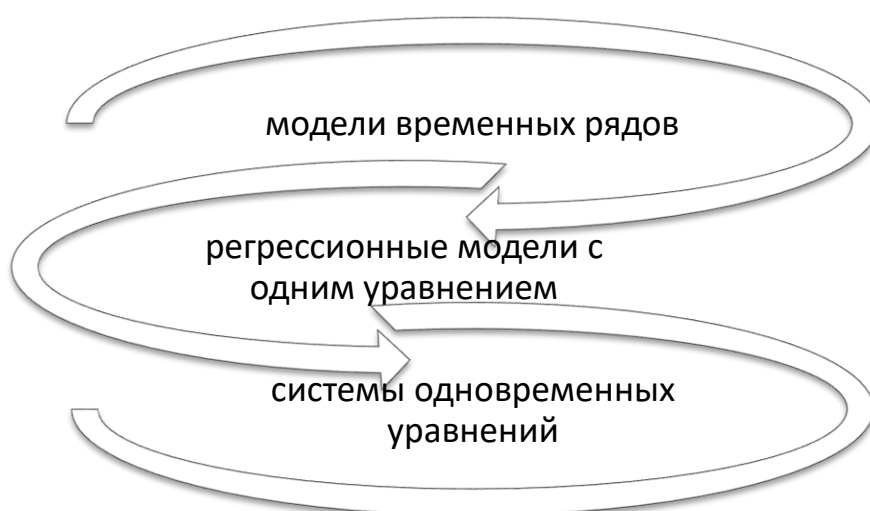 модели временных рядов
регрессионные модели с
одним уравнением
системы одновременных
уравнений